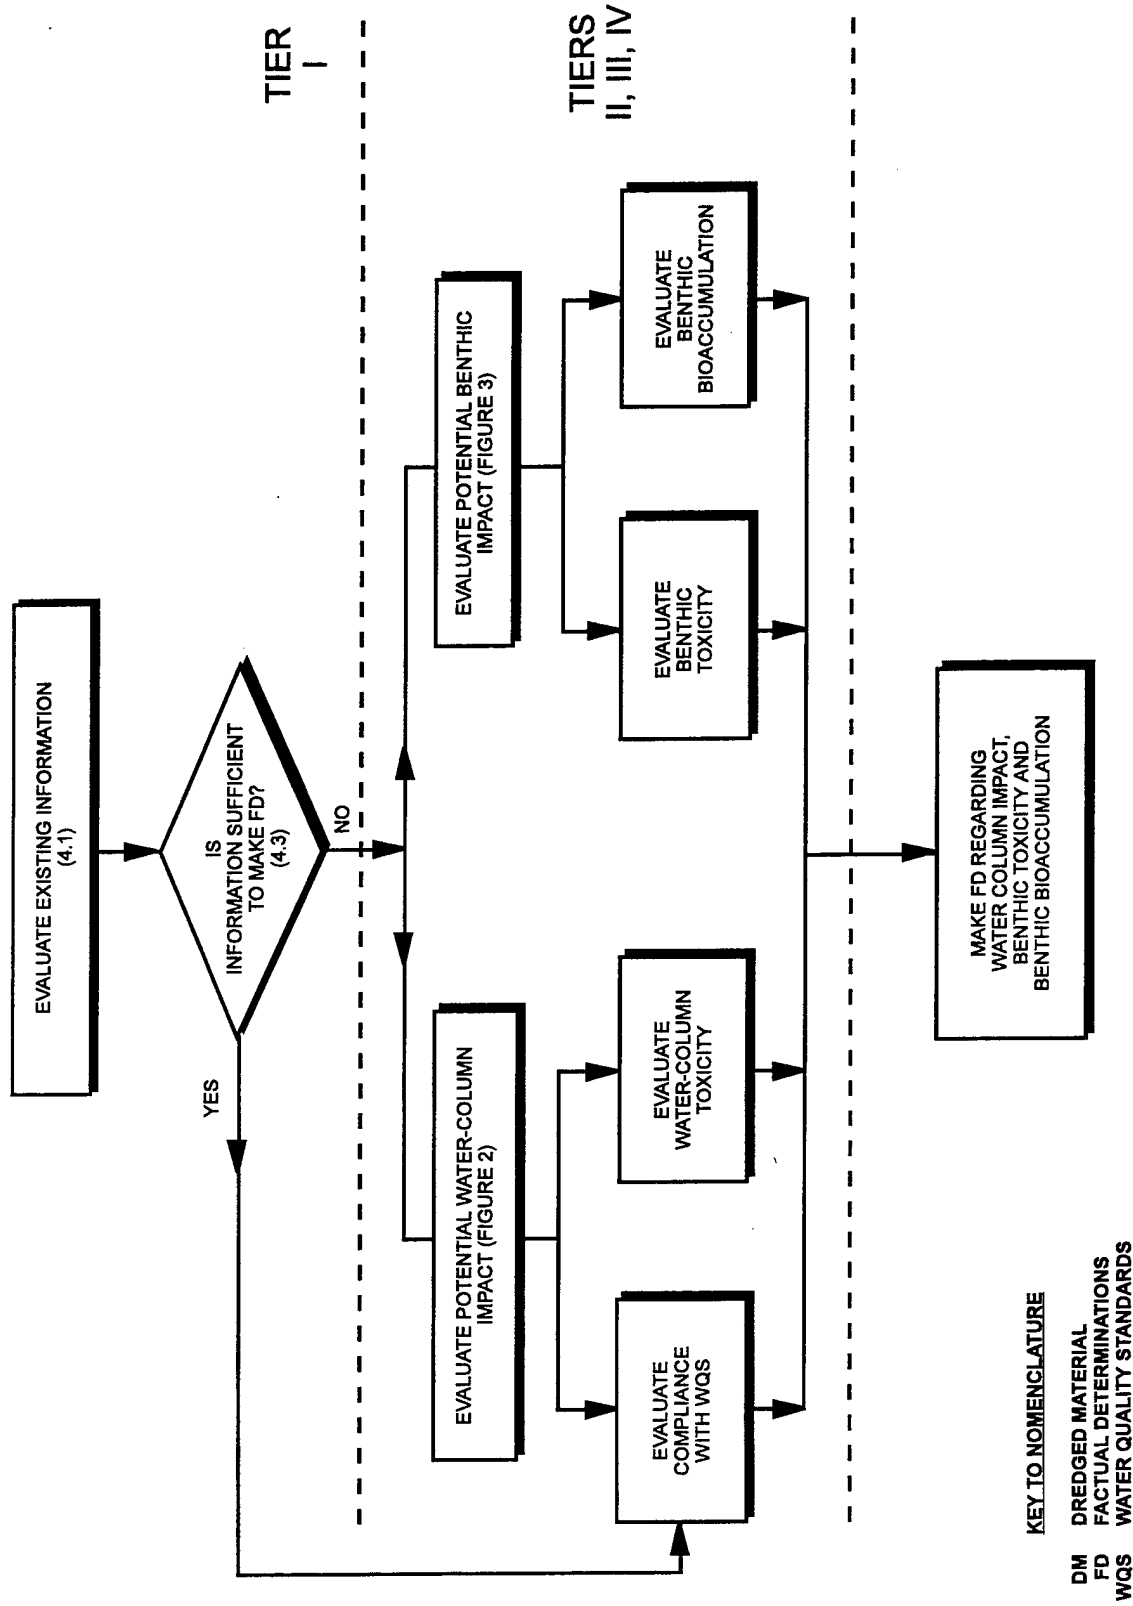 EVALUATE EXISTING INFORMATION
(4.1)
IS
INFORMATION SUFFICIENT
TO MAKE FD?
(4.3)
YES
NO
TIER
I
EVALUATE POTENTIAL WATER-COLUMN
IMPACT (FIGURE 2)
EVALUATE POTENTIAL BENTHIC
IMPACT (FIGURE 3)
TIERS
II, III, IV
EVALUATE
COMPLIANCE
WITH WQS
EVALUATE
WATER-COLUMN
TOXICITY
EVALUATE
BENTHIC
TOXICITY
EVALUATE
BENTHIC
BIOACCUMULATION
MAKE FD REGARDING
WATER COLUMN IMPACT,
BENTHIC TOXICITY AND
BENTHIC BIOACCUMULATION
KEY TO NOMENCLATURE
DM DREDGED MATERIAL
FD FACTUAL DETERMINATIONS
WQS WATER QUALITY STANDARDS